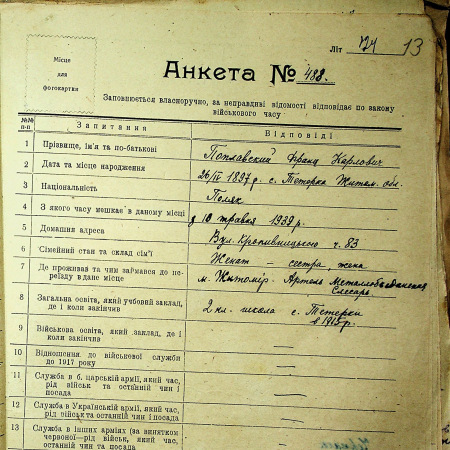 Місце
для
фотокартки
Літ 74 13
Анкета № 488.
Заповнюється власноручно, за неправдиві відомості відповідає по закону
військового часу
№№ п-п
Запитання
Відповіді
1 Прізвище, ім'я та по-батькові Поплавский Франц Карлович
2 Дата та місце народження 26/IV 1897 р. с. Тетерка Житом. обл.
3 Національність Поляк
4 З якого часу мешкає в даному місці з 10 травня 1939 р.
5 Домашня адреса Вул. Кропивницького ч. 83
6 Сімейний стан та склад сім'ї Женат – сестра, жена
7 Де проживав та чим займався до пе-
реїзду в дане місце м. Житомір. Артель
Слесарь.
8 Загальна освіта, який учбовий заклад,
де і коли закінчив 2 кл. школа с. Тетерки
в 1915 р.
9 Військова освіта, який заклад, де і
коли закінчив —
10 Відношення до військової служби
до 1917 року —
11 Служба в б. царській армії, який час,
рід військ та останній чин і
посада —
12 Служба в Українській армії, який час,
рід військ та останній чин і посада —
13 Служба в інших арміях (за винятком
червоної—рід військ, який час,
останній чин та посада —